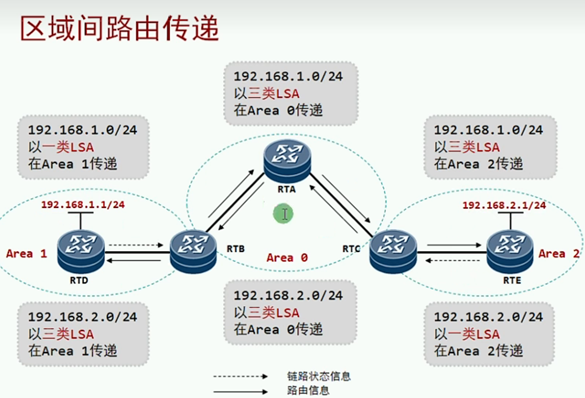 区域间路由传递
192.168.1.0/24
以三类LSA
在Area 0传递
192.168.1.0/24
以一类LSA
在Area 1传递
192.168.1.0/24
以三类LSA
在Area 2传递
192.168.1.1/24
RTA
192.168.2.1/24
Area 1
RTD
RTB
Area 0
RTC
RTE
Area 2
192.168.2.0/24
以三类LSA
在Area 1传递
192.168.2.0/24
以三类LSA
在Area 0传递
192.168.2.0/24
以一类LSA
在Area 2传递
链路状态信息
路由信息